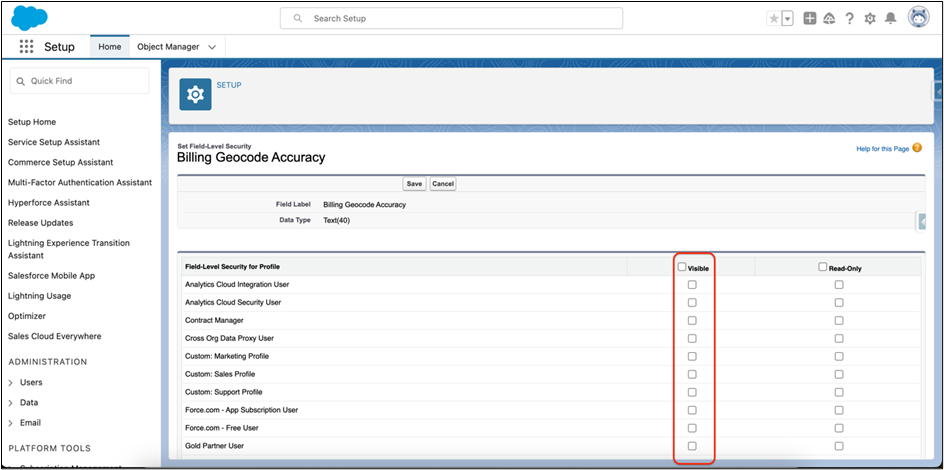 Search Setup
Setup
Home
Object Manager
Quick Find
Setup Home
Service Setup Assistant
Commerce Setup Assistant
Multi-Factor Authentication Assistant
Hyperforce Assistant
Release Updates
Lightning Experience Transition
Assistant
Salesforce Mobile App
Lightning Usage
Optimizer
Sales Cloud Everywhere
ADMINISTRATION
Users
Data
Email
PLATFORM TOOLS
SETUP
Set Field-Level Security
Billing Geocode Accuracy
Help for this Page ?
Save Cancel
Field Label Billing Geocode Accuracy
Data Type Text(40)
Field-Level Security for Profile Visible Read-Only
Analytics Cloud Integration User
Analytics Cloud Security User
Contract Manager
Cross Org Data Proxy User
Custom: Marketing Profile
Custom: Sales Profile
Custom: Support Profile
Force.com - App Subscription User
Force.com - Free User
Gold Partner User